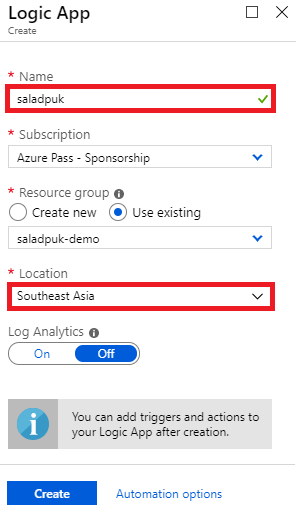 Logic App
Create
* Name
saladpuk
* Subscription
Azure Pass - Sponsorship
* Resource group
Create new Use existing
saladpuk-demo
* Location
Southeast Asia
Log Analytics
On Off
You can add triggers and actions to
your Logic App after creation.
Create Automation options